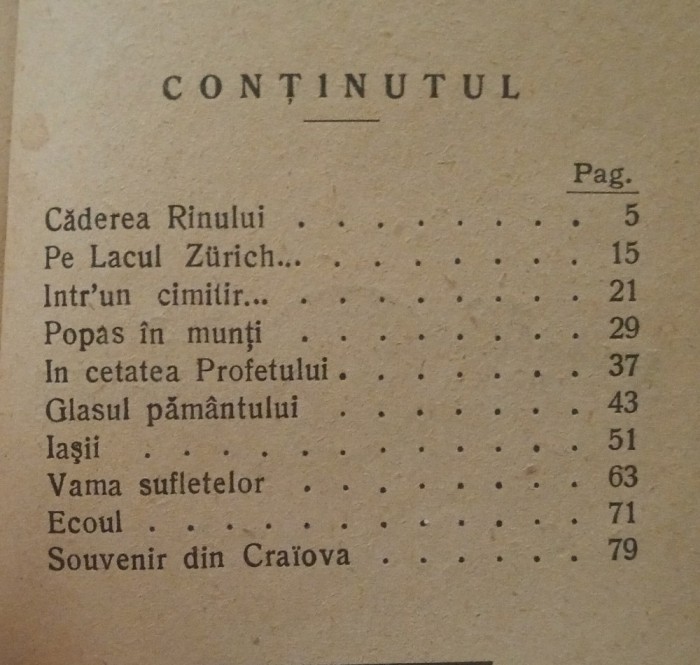 CONȚINUTUL
Pag.
Căderea Rinului . . . . . . . . 5
Pe Lacul Zürich... . . . . . . . 15
Intr'un cimitir... . . . . . . . 21
Popas în munți . . . . . . . . 29
In cetatea Profetului . . . . . . . 37
Glasul pământului . . . . . . . 43
Iașii . . . . . . . . . . . . 51
Vama sufletelor . . . . . . . . 63
Ecoul . . . . . . . . . . . . 71
Souvenir din Craïova . . . . . . 79